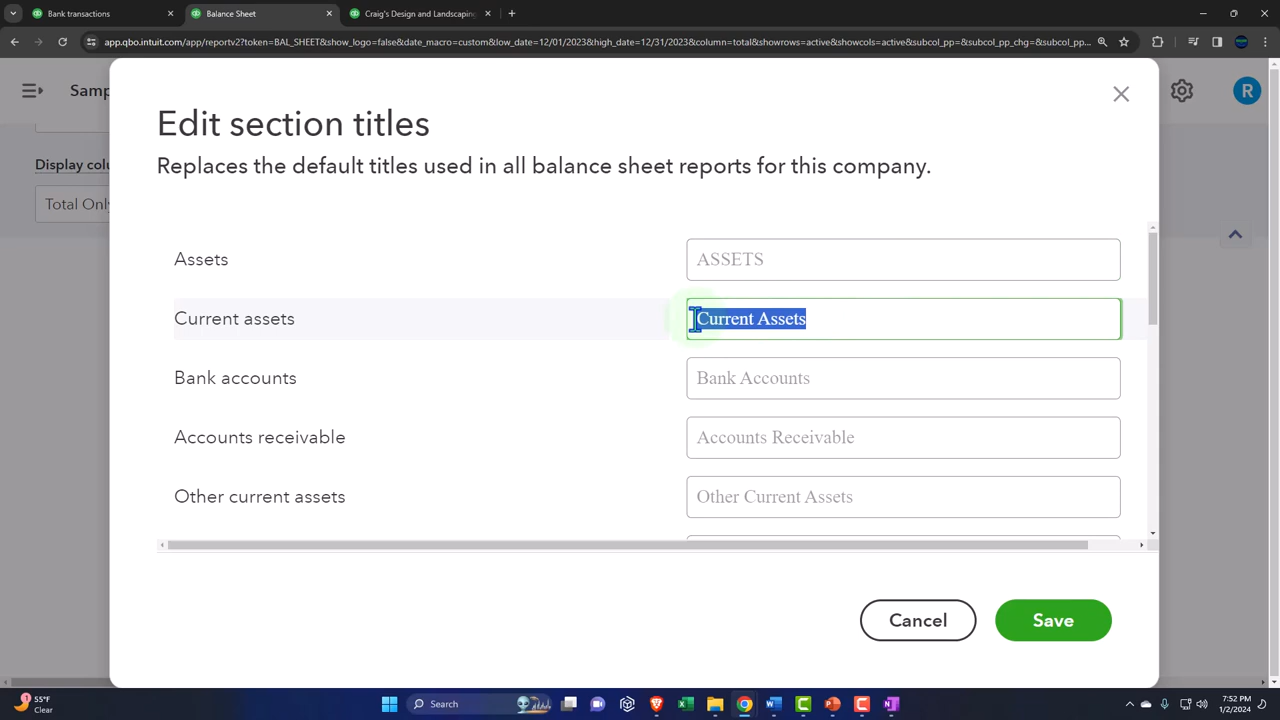 Bank transactions
Balance Sheet
Craig's Design and Landscaping
app.qbo.intuit.com/app/report2?token=BAL_SHEET&show_logo=false&date_macro=custom&low_date=12/01/2023&high_date=12/31/2023&column=total&showrows=active&showcols=active&subcol_pp=&subcol_pp_chg=&subcol_pp...
Samp
R
Edit section titles
Replaces the default titles used in all balance sheet reports for this company.
Display colu
Total Only
Assets
ASSETS
Current assets
Current Assets
Bank accounts
Bank Accounts
Accounts receivable
Accounts Receivable
Other current assets
Other Current Assets
Cancel
Save
55°F
Clear
Search
7:52 PM
1/2/2024